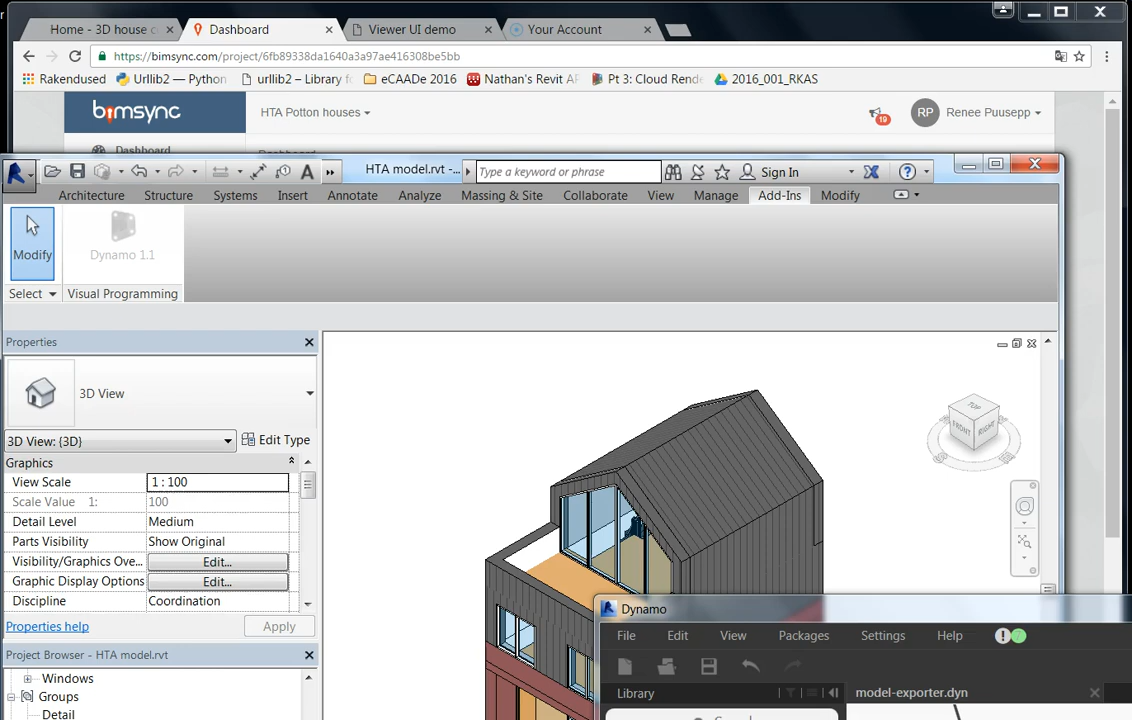 Home - 3D house c
Dashboard
Viewer UI demo
Your Account
https://bimsync.com/project/6fb89338da1640a3a97ae416308be5bb
Rakendused
Urllib2 — Python
urllib2 – Library f
eCAADe 2016
Nathan's Revit AP
Pt 3: Cloud Rende
2016_001_RKAS
bimsync
HTA Potton houses
19
RP
Renee Puusepp
Dashboard
HTA model.rvt -...
Type a keyword or phrase
Sign In
Architecture
Structure
Systems
Insert
Annotate
Analyze
Massing & Site
Collaborate
View
Manage
Add-Ins
Modify
Modify
Dynamo 1.1
Select
Visual Programming
Properties
3D View
3D View: {3D}
Edit Type
Graphics
View Scale
1 : 100
Scale Value 1:
100
Detail Level
Medium
Parts Visibility
Show Original
Visibility/Graphics Ove...
Edit...
Graphic Display Options
Edit...
Discipline
Coordination
Properties help
Apply
Project Browser - HTA model.rvt
Windows
Groups
Detail
TOP
FRONT
RIGHT
Dynamo
File
Edit
View
Packages
Settings
Help
Library
model-exporter.dyn